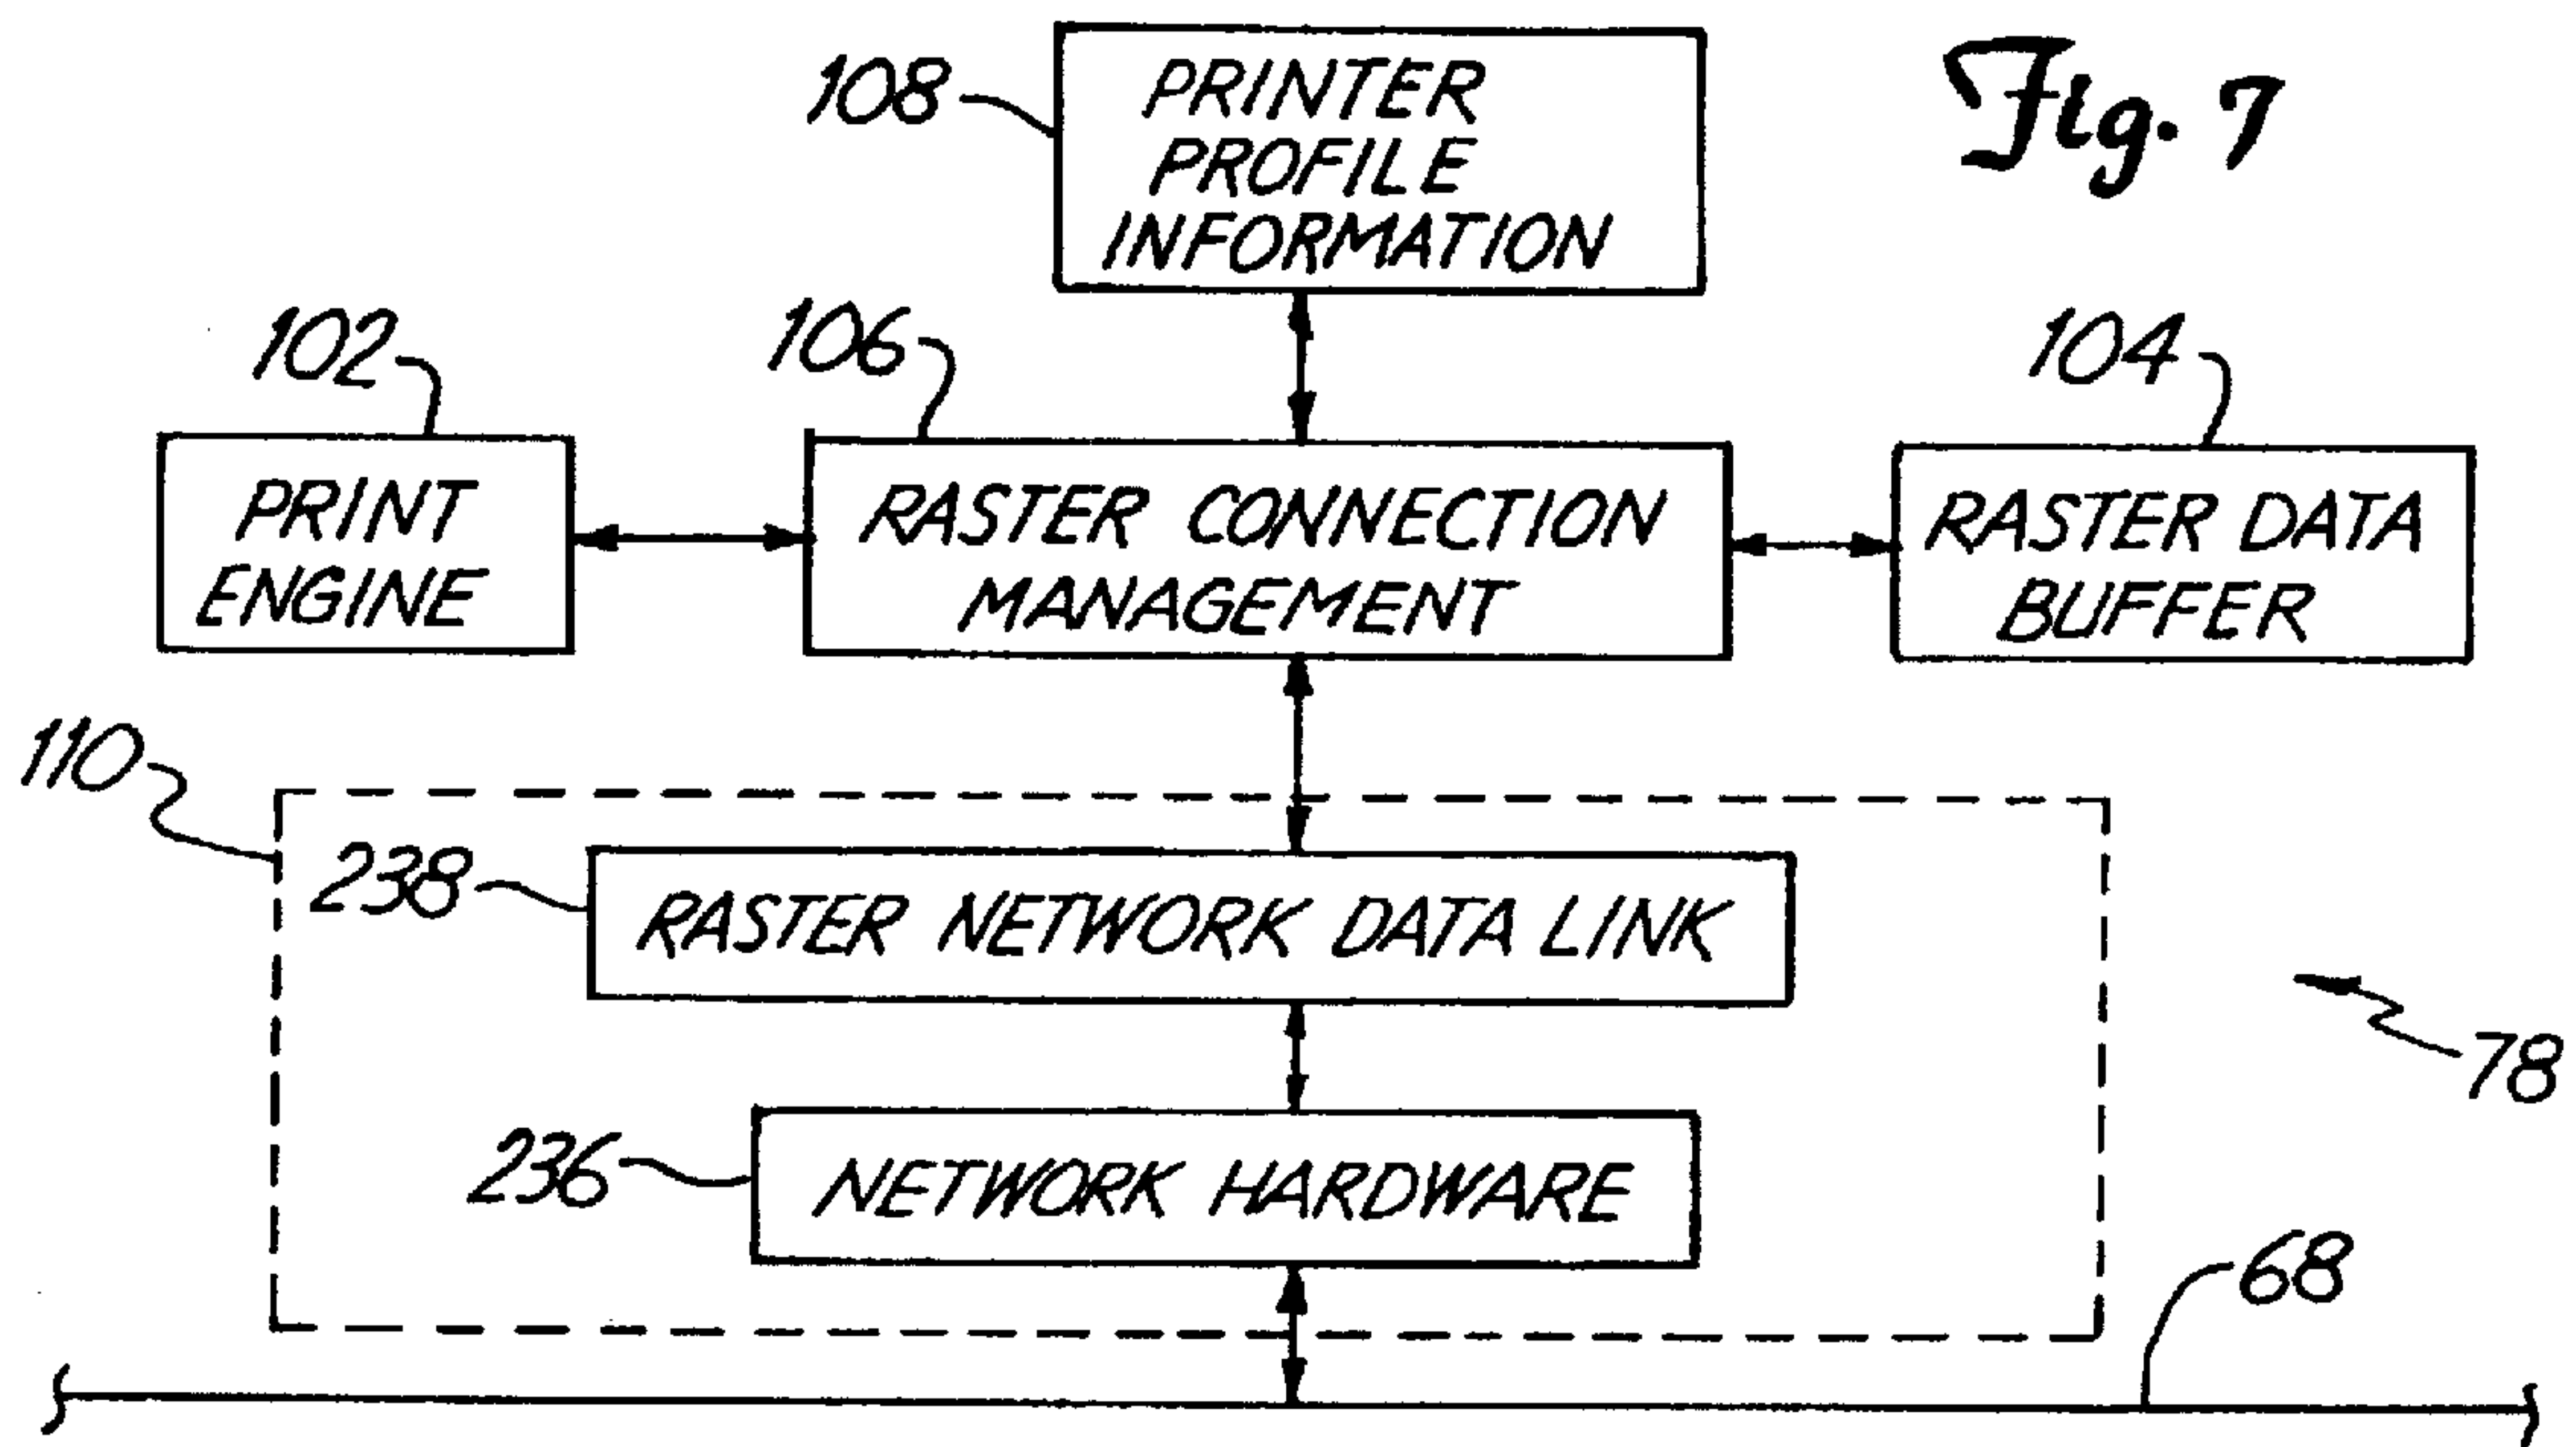 Fig. 7
108
PRINTER
PROFILE
INFORMATION
102
106
104
PRINT
ENGINE
RASTER CONNECTION
MANAGEMENT
RASTER DATA
BUFFER
110
238
RASTER NETWORK DATA LINK
78
236
NETWORK HARDWARE
68